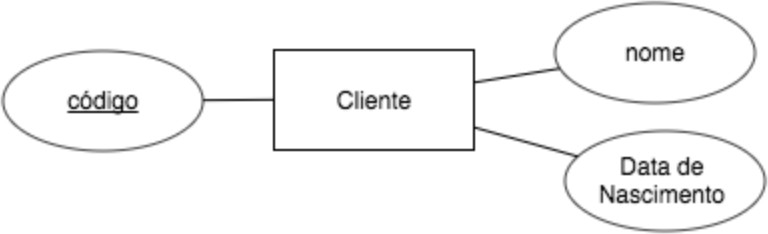 código
Cliente
nome
Data de
Nascimento